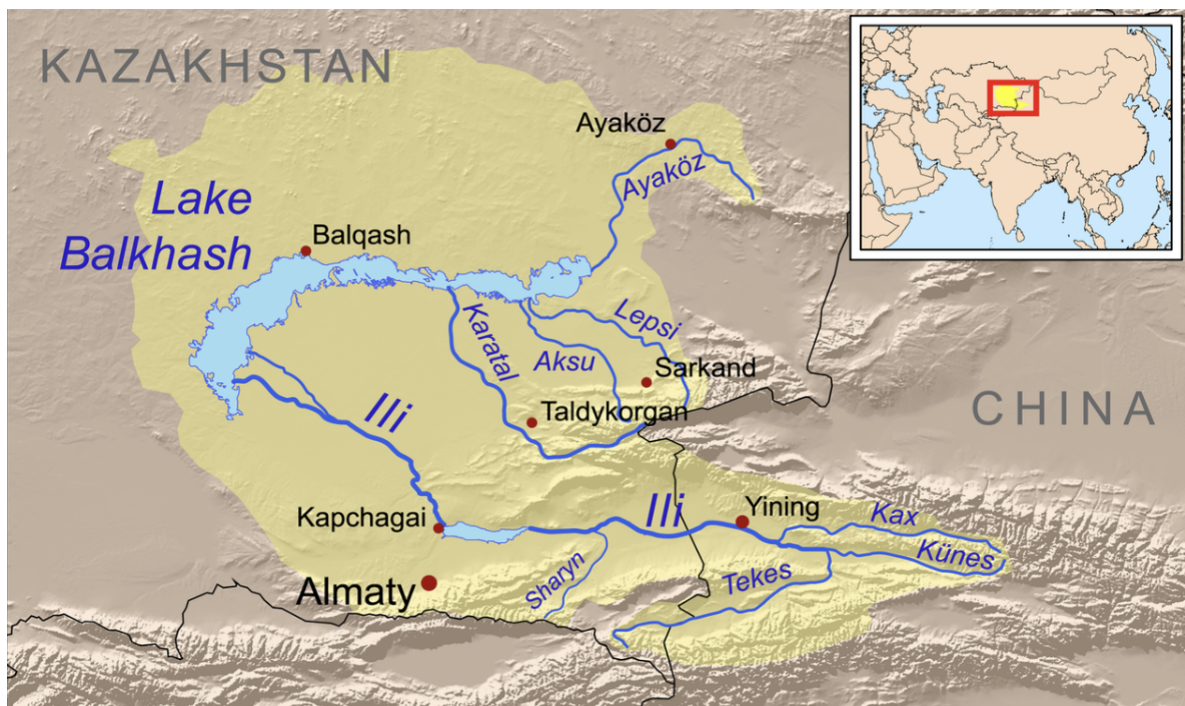 KAZAKHSTAN
Ayaköz
Ayaköz
Lake
Balkhash
Balqash
Karatal
Aksu
Lepsi
Sarkand
Taldykorgan
CHINA
Ili
Kapchagai
Ili
Yining
Kax
Künes
Sharyn
Tekes
Almaty